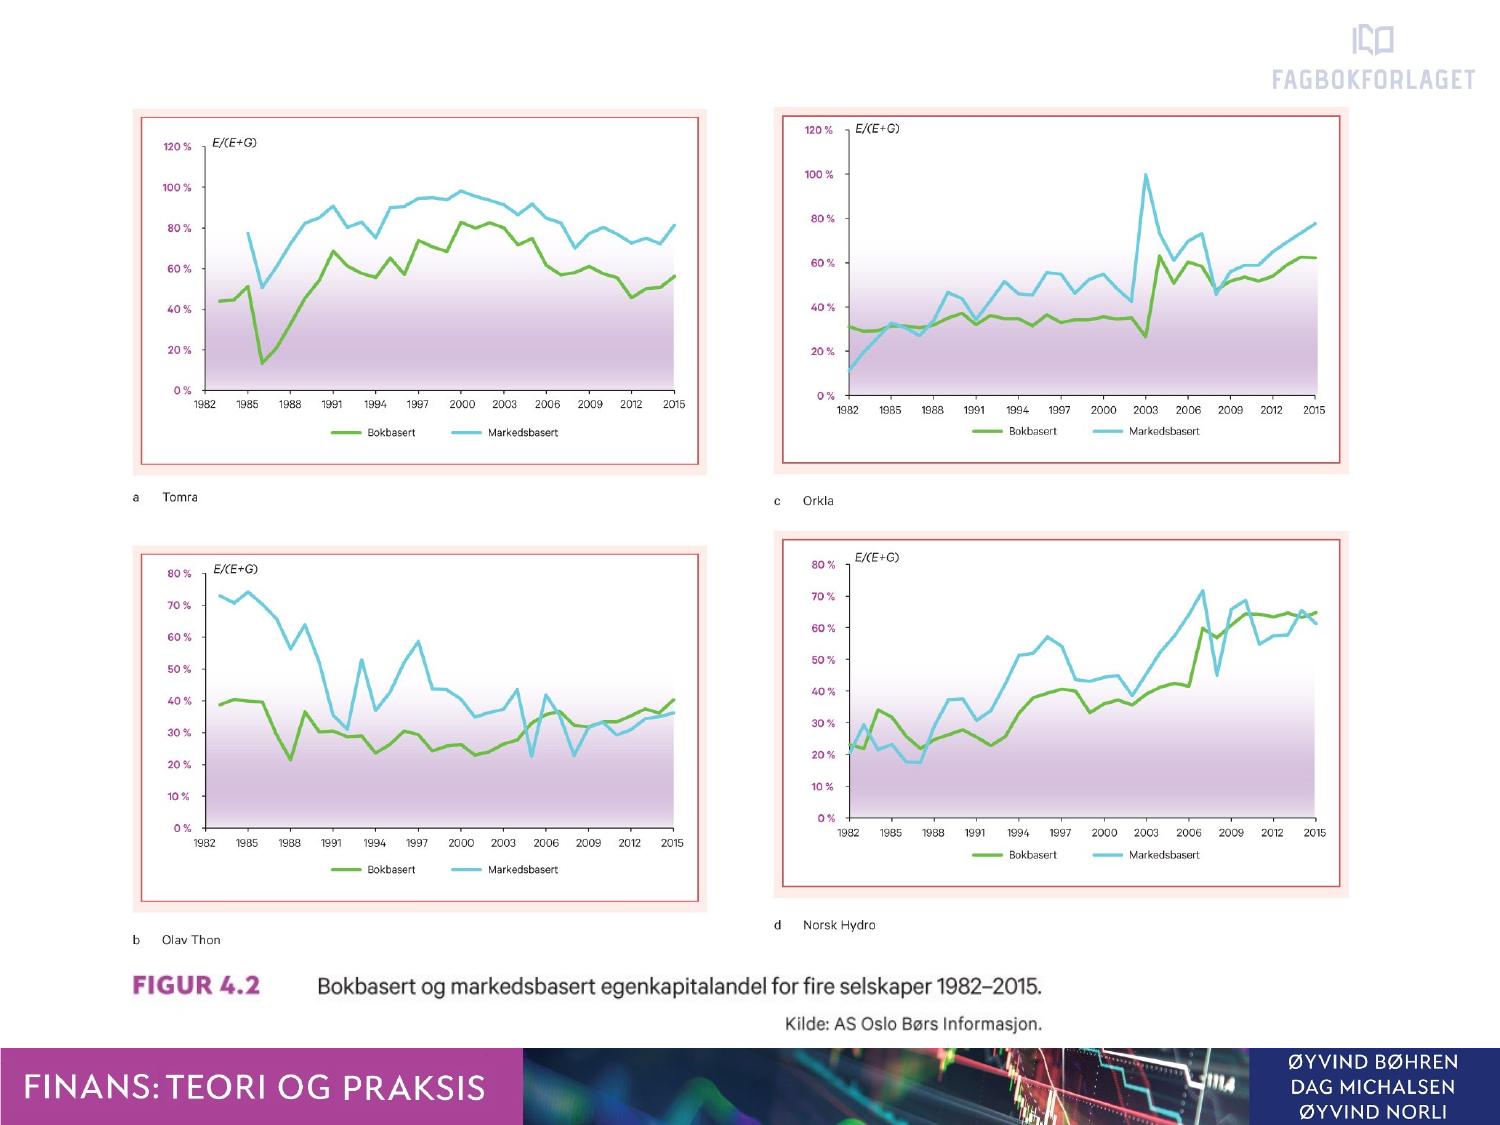 FAGBOKFORLAGET
E/(E+G)
120 %
100 %
80 %
60 %
40 %
20 %
0 %
1982 1985 1988 1991 1994 1997 2000 2003 2006 2009 2012 2015
Bokbasert Markedsbasert
a Tomra
E/(E+G)
120 %
100 %
80 %
60 %
40 %
20 %
0 %
1982 1985 1988 1991 1994 1997 2000 2003 2006 2009 2012 2015
Bokbasert Markedsbasert
c Orkla
E/(E+G)
80 %
70 %
60 %
50 %
40 %
30 %
20 %
10 %
0 %
1982 1985 1988 1991 1994 1997 2000 2003 2006 2009 2012 2015
Bokbasert Markedsbasert
b Olav Thon
E/(E+G)
80 %
70 %
60 %
50 %
40 %
30 %
20 %
10 %
0 %
1982 1985 1988 1991 1994 1997 2000 2003 2006 2009 2012 2015
Bokbasert Markedsbasert
d Norsk Hydro
FIGUR 4.2 Bokbasert og markedsbasert egenkapitalandel for fire selskaper 1982–2015.
Kilde: AS Oslo Børs Informasjon.
FINANS: TEORI OG PRAKSIS
ØYVIND BØHREN
DAG MICHALSEN
ØYVIND NORLI